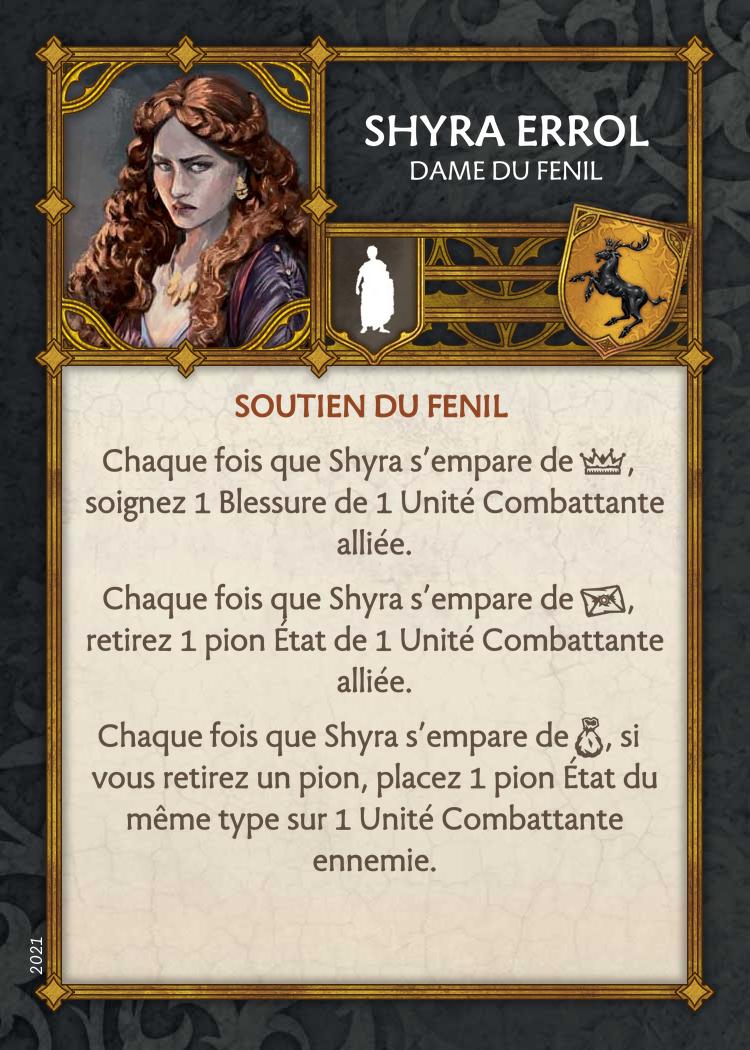 SHYRA ERROL
DAME DU FENIL
SOUTIEN DU FENIL
Chaque fois que Shyra s’empare de ,
soignez 1 Blessure de 1 Unité Combattante
alliée.
Chaque fois que Shyra s’empare de ,
retirez 1 pion État de 1 Unité Combattante
alliée.
Chaque fois que Shyra s’empare de , si
vous retirez un pion, placez 1 pion État du
même type sur 1 Unité Combattante
ennemie.
2021